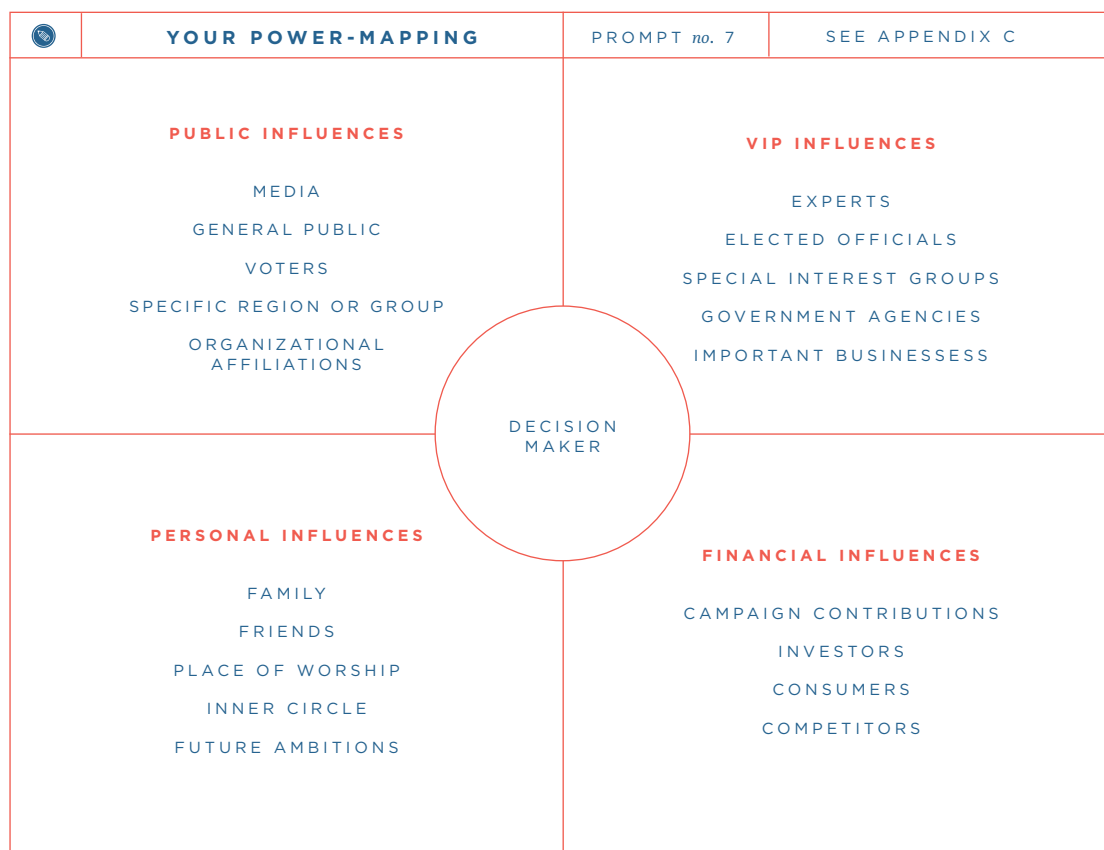 YOUR POWER-MAPPING
PROMPT no. 7
SEE APPENDIX C
PUBLIC INFLUENCES
MEDIA
GENERAL PUBLIC
VOTERS
SPECIFIC REGION OR GROUP
ORGANIZATIONAL
AFFILIATIONS
VIP INFLUENCES
EXPERTS
ELECTED OFFICIALS
SPECIAL INTEREST GROUPS
GOVERNMENT AGENCIES
IMPORTANT BUSINESSESS
DECISION
MAKER
PERSONAL INFLUENCES
FAMILY
FRIENDS
PLACE OF WORSHIP
INNER CIRCLE
FUTURE AMBITIONS
FINANCIAL INFLUENCES
CAMPAIGN CONTRIBUTIONS
INVESTORS
CONSUMERS
COMPETITORS